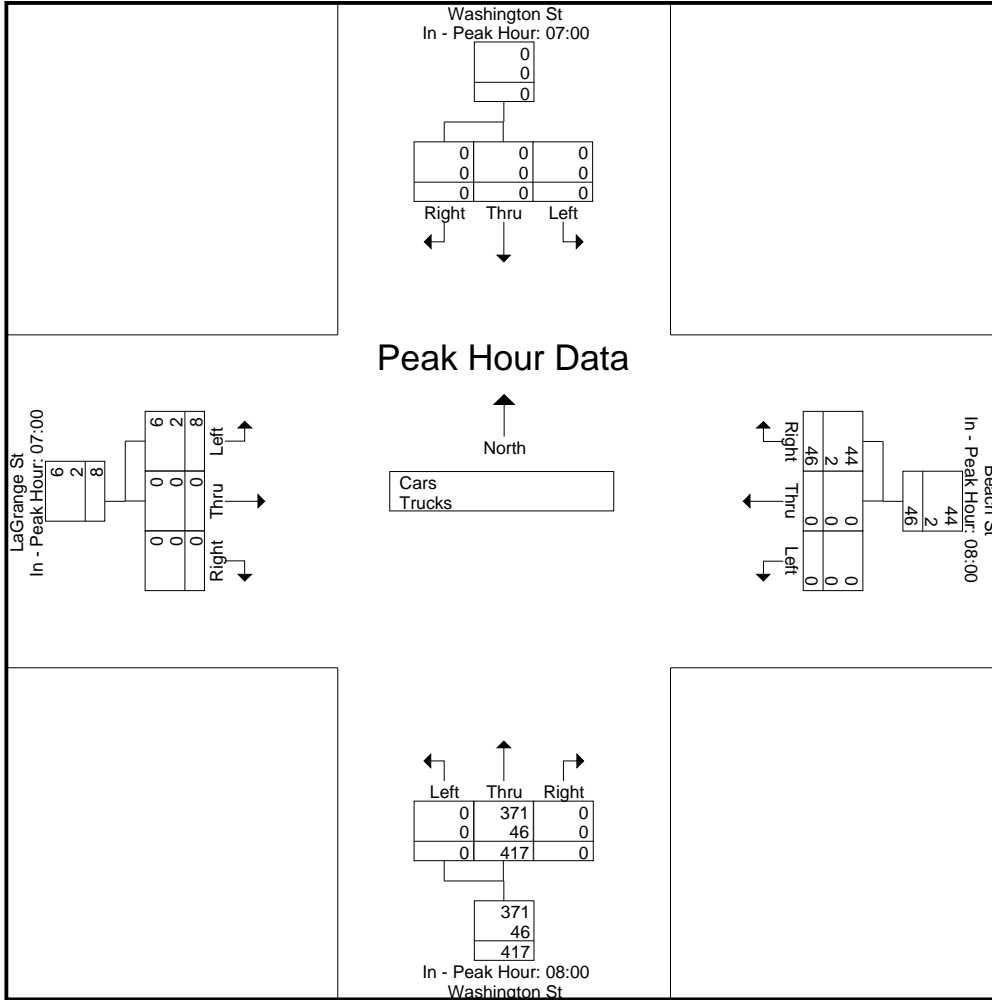 Washington St
In - Peak Hour: 07:00
0
0
0
0 0 0
0 0 0
0 0 0
Right Thru Left
Peak Hour Data
North
Cars
Trucks
LaGrange St
In - Peak Hour: 07:00
6 2 8
6 2 8
0 0 0
0 0 0
Left
Thru
Right
Beach St
In - Peak Hour: 08:00
44
2
46
44 0 0
2 0 0
46 0 0
Right
Thru
Left
Left Thru Right
0 371 0
0 46 0
0 417 0
371
46
417
In - Peak Hour: 08:00
Washington St